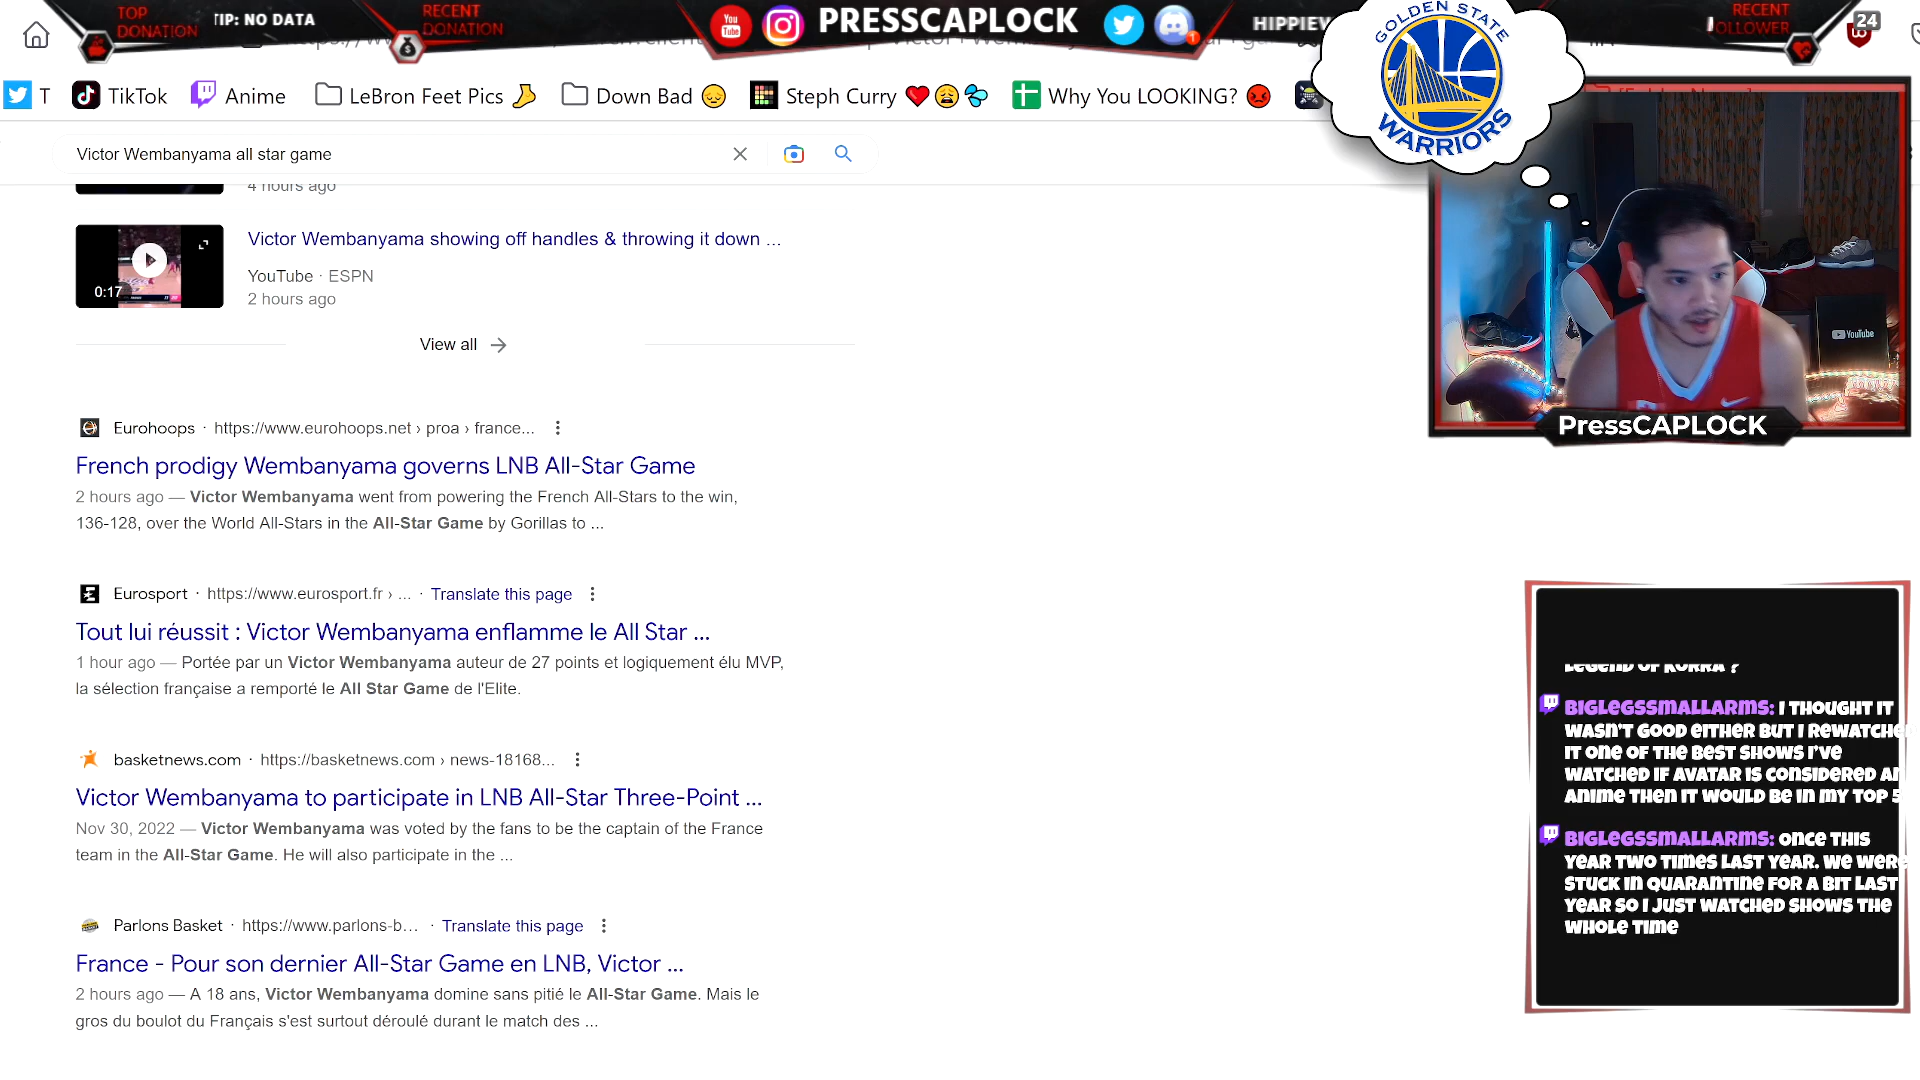 TOP
DONATION
TIP: NO DATA
RECENT
DONATION
You
Tube
PRESSCAPLOCK
GOLDEN STATE
WARRIORS
RECENT
24
T
TikTok
Anime
LeBron Feet Pics
Down Bad
Steph Curry
Why You LOOKING?
Victor Wembanyama all star game
4 hours ago
Victor Wembanyama showing off handles & throwing it down ...
YouTube · ESPN
0:17
2 hours ago
View all
Eurohoops · https://www.eurohoops.net › proa › france...
French prodigy Wembanyama governs LNB All-Star Game
2 hours ago — Victor Wembanyama went from powering the French All-Stars to the win,
136-128, over the World All-Stars in the All-Star Game by Gorillas to ...
Eurosport · https://www.eurosport.fr › ... · Translate this page
Tout lui réussit : Victor Wembanyama enflamme le All Star ...
1 hour ago — Portée par un Victor Wembanyama auteur de 27 points et logiquement élu MVP,
la sélection française a remporté le All Star Game de l'Elite.
basketnews.com · https://basketnews.com › news-18168...
Victor Wembanyama to participate in LNB All-Star Three-Point ...
Nov 30, 2022 — Victor Wembanyama was voted by the fans to be the captain of the France
team in the All-Star Game. He will also participate in the ...
Parlons Basket · https://www.parlons-b... · Translate this page
France - Pour son dernier All-Star Game en LNB, Victor ...
2 hours ago — A 18 ans, Victor Wembanyama domine sans pitié le All-Star Game. Mais le
gros du boulot du Français s'est surtout déroulé durant le match des ...
YouTube
PressCAPLOCK
LEGEND OF KORRA ?
BIGLEGSSMALLARMS: I THOUGHT IT
WASN'T GOOD EITHER BUT I REWATCHED
IT ONE OF THE BEST SHOWS I'VE
WATCHED IF AVATAR IS CONSIDERED AN
ANIME THEN IT WOULD BE IN MY TOP 5
BIGLEGSSMALLARMS: ONCE THIS
YEAR TWO TIMES LAST YEAR. WE WERE
STUCK IN QUARANTINE FOR A BIT LAST
YEAR SO I JUST WATCHED SHOWS THE
WHOLE TIME